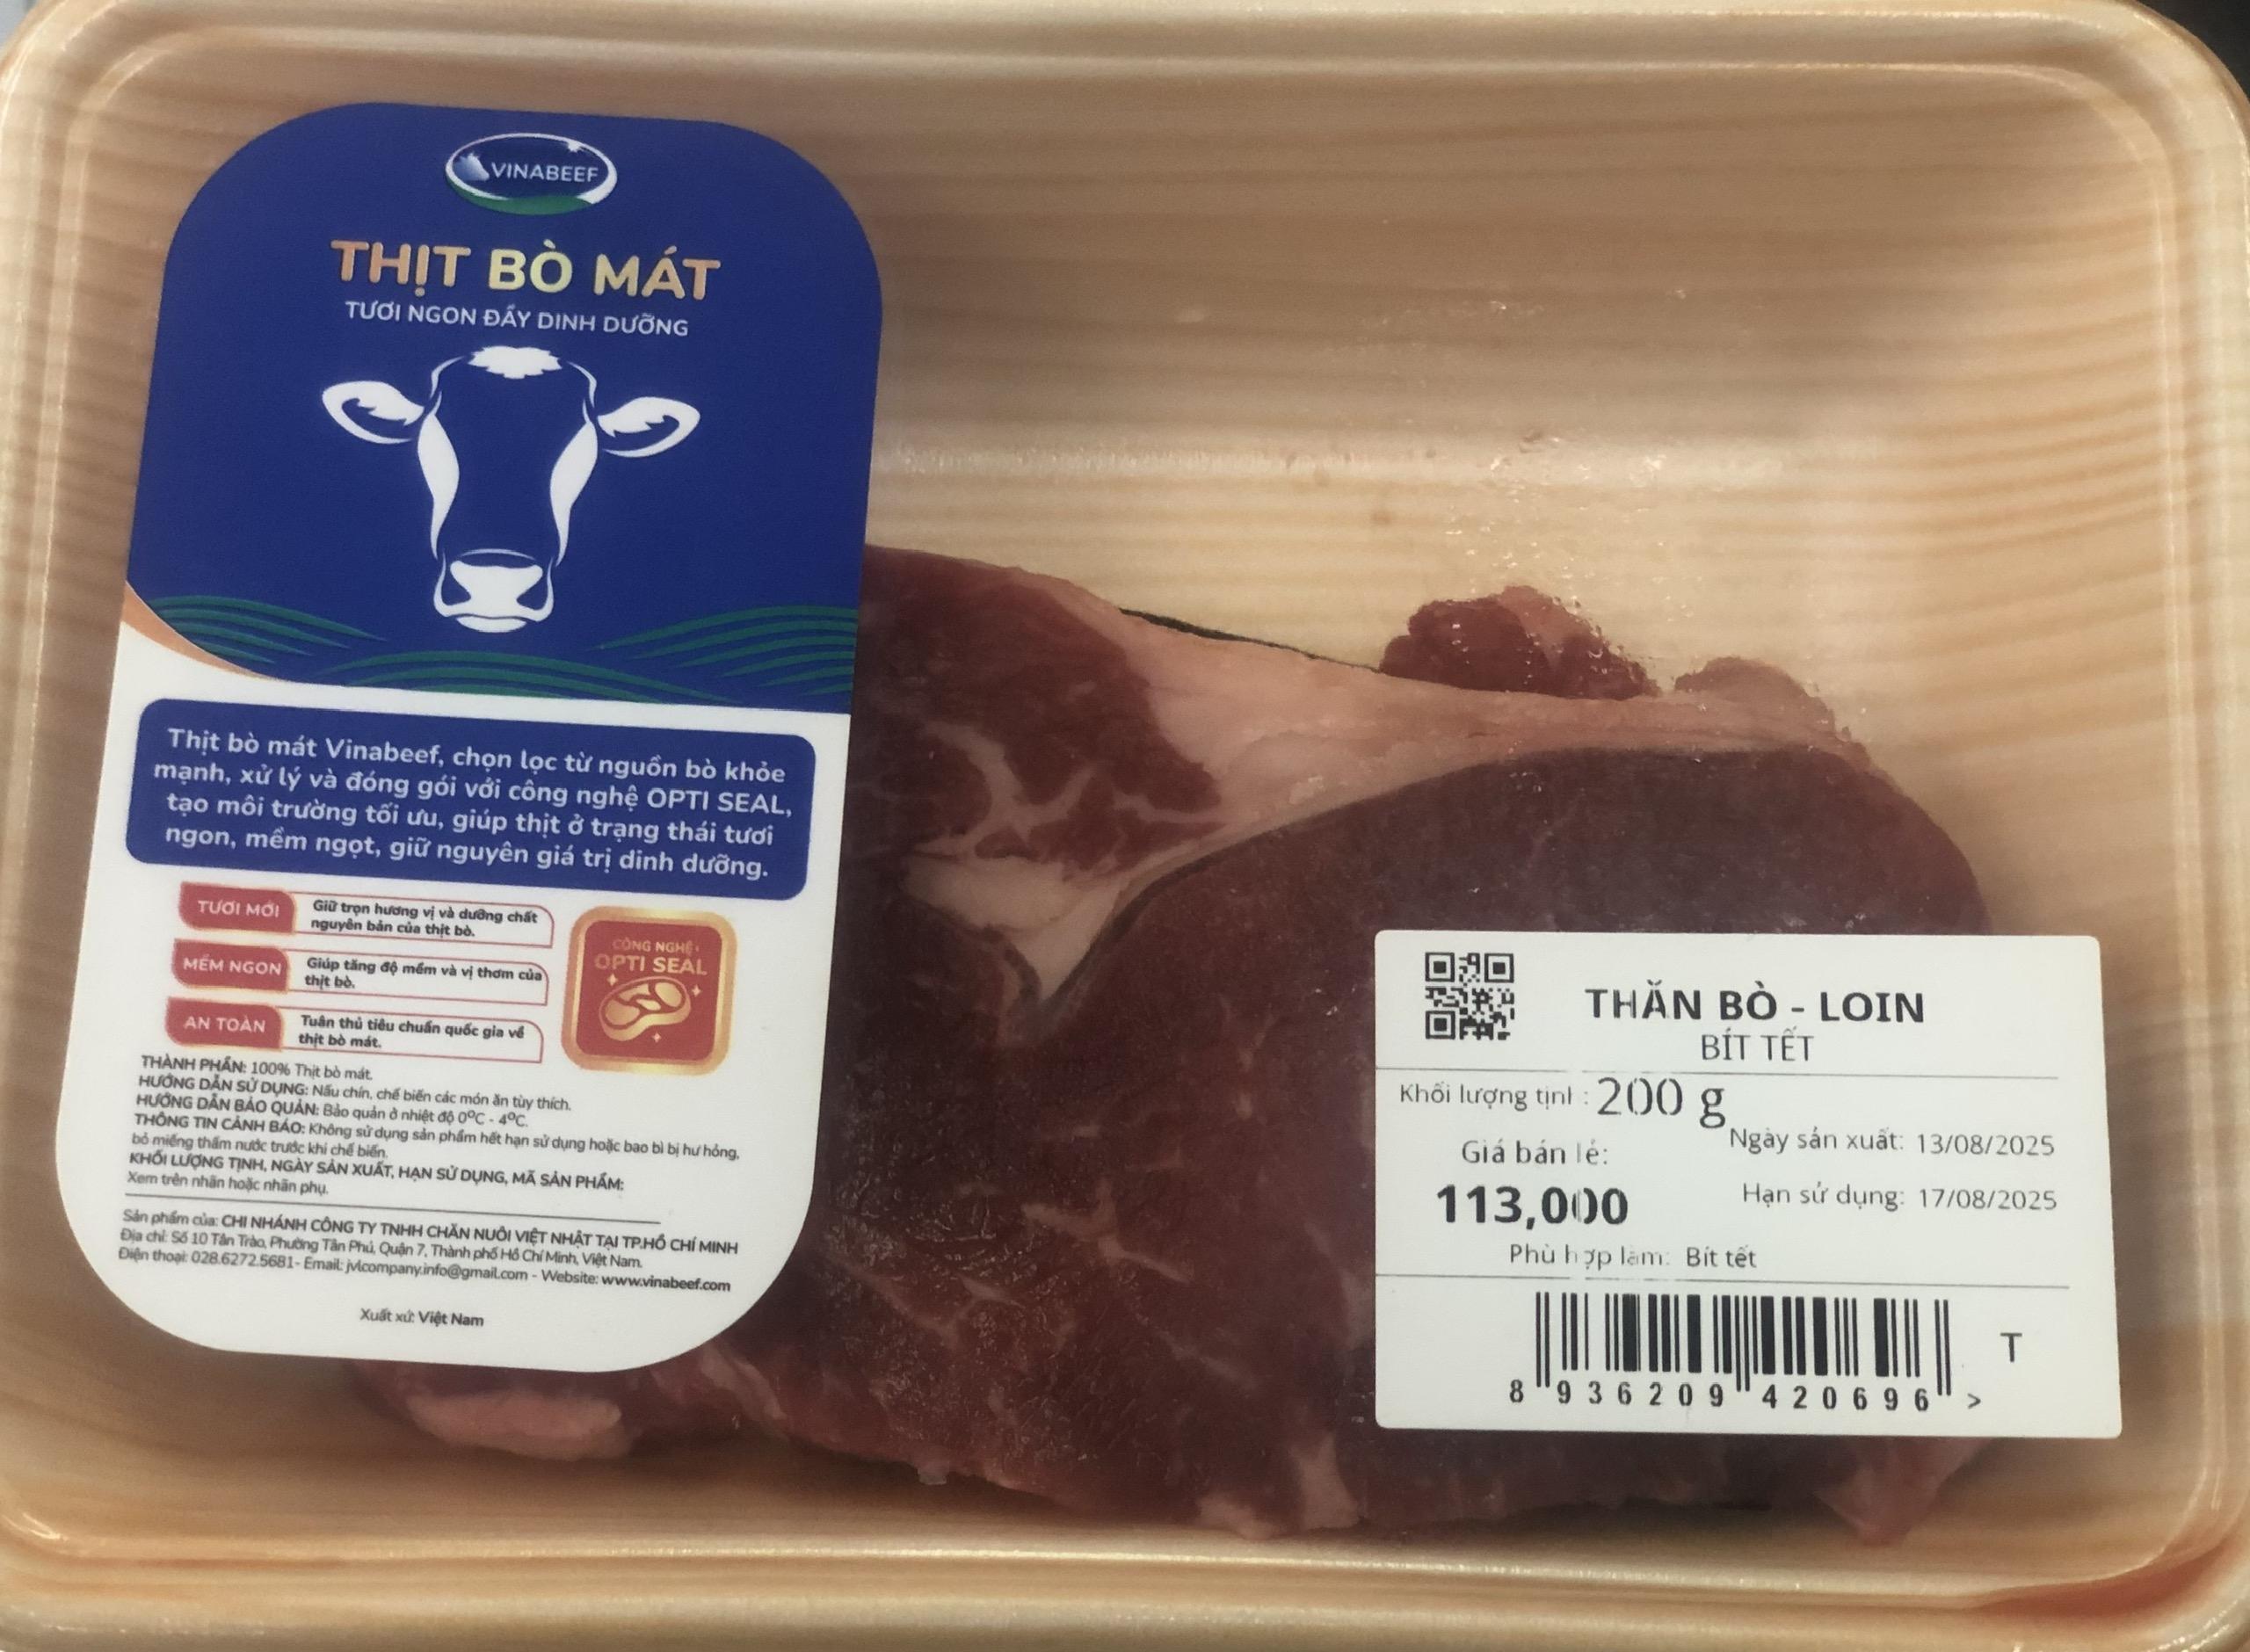 VINABEEF
THỊT BÒ MÁT
TƯƠI NGON ĐẦY DINH DƯỠNG
Thịt bò mát Vinabeef, chọn lọc từ nguồn bò khỏe
mạnh, xử lý và đóng gói với công nghệ OPTI SEAL,
tạo môi trường tối ưu, giúp thịt ở trạng thái tươi
ngon, mềm ngọt, giữ nguyên giá trị dinh dưỡng.
TƯƠI MỚI
Giữ trọn hương vị và dưỡng chất
nguyên bản của thịt bò.
MỀM NGON
Giúp tăng độ mềm và vị thơm của
thịt bò.
AN TOÀN
Tuân thủ tiêu chuẩn quốc gia về
thịt bò mát.
CÔNG NGHỆ
OPTI SEAL
THÀNH PHẦN: 100% Thịt bò mát.
HƯỚNG DẪN SỬ DỤNG: Nấu chín, chế biến các món ăn tùy thích.
HƯỚNG DẪN BẢO QUẢN: Bảo quản ở nhiệt độ 0°C - 4°C.
THÔNG TIN CẢNH BÁO: Không sử dụng sản phẩm hết hạn sử dụng hoặc bao bì bị hư hỏng,
bỏ miếng thấm nước trước khi chế biến.
KHỐI LƯỢNG TỊNH, NGÀY SẢN XUẤT, HẠN SỬ DỤNG, MÃ SẢN PHẨM:
Xem trên nhãn hoặc nhãn phụ.
Sản phẩm của: CHI NHÁNH CÔNG TY TNHH CHĂN NUÔI VIỆT NHẬT TẠI TP.HỒ CHÍ MINH
Địa chỉ: Số 10 Tân Trào, Phường Tân Phú, Quận 7, Thành phố Hồ Chí Minh, Việt Nam.
Điện thoại: 028.6272.5681- Email: jvlcompany.info@gmail.com - Website: www.vinabeef.com
Xuất xứ: Việt Nam
THĂN BÒ - LOIN
BÍT TẾT
Khối lượng tịnh : 200 g
Ngày sản xuất: 13/08/2025
Giá bán lẻ:
113,000
Hạn sử dụng: 17/08/2025
Phù hợp làm: Bít tết
T
8 936209 420696 >